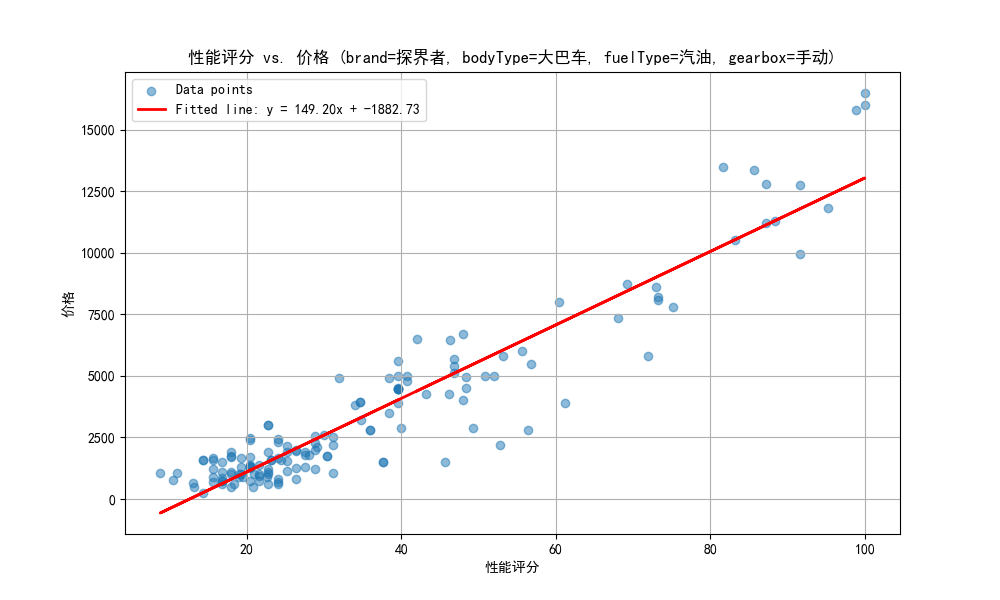 性能评分 vs. 价格 (brand=探界者, bodyType=大巴车, fuelType=汽油, gearbox=手动)
Data points
Fitted line: y = 149.20x + -1882.73
15000
12500
10000
7500
5000
2500
0
价格
20 40 60 80 100
性能评分